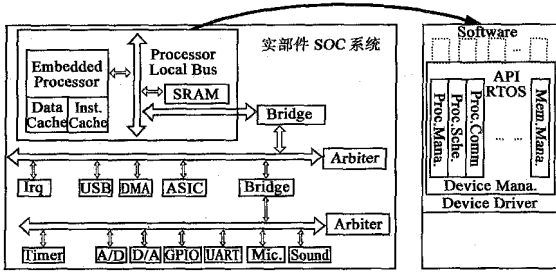 实部件 SOC 系统
Embedded
Processor
Data
Cache
Inst.
Cache
Processor
Local Bus
SRAM
Bridge
Arbiter
Irq
USB
DMA
ASIC
Bridge
Arbiter
Timer
A/D
D/A
GPIO
UART
Mic.
Sound
Software
API
RTOS
Proc.Mana.
Proc.Sche.
Proc.Comm
... ...
Mem.Mana.
Device Mana.
Device Driver